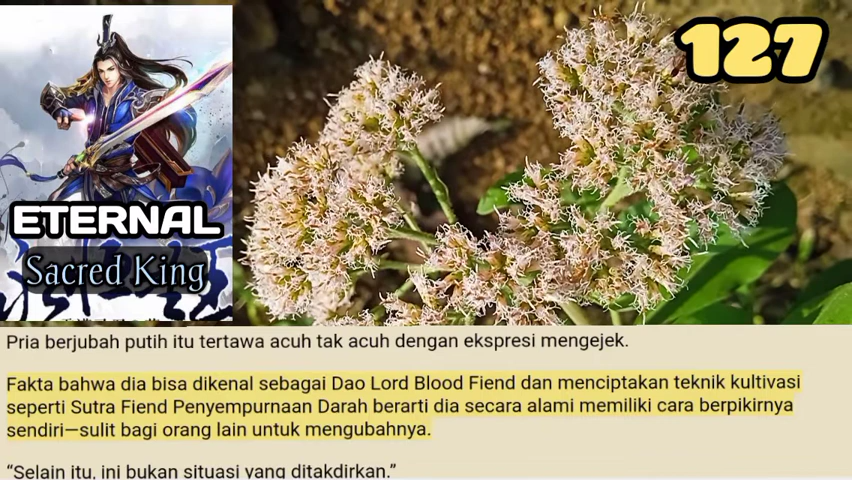 127
ETERNAL
Sacred King
Pria berjubah putih itu tertawa acuh tak acuh dengan ekspresi mengejek.
Fakta bahwa dia bisa dikenal sebagai Dao Lord Blood Fiend dan menciptakan teknik kultivasi
seperti Sutra Fiend Penyempurnaan Darah berarti dia secara alami memiliki cara berpikirnya
sendiri—sulit bagi orang lain untuk mengubahnya.
“Selain itu, ini bukan situasi yang ditakdirkan.”